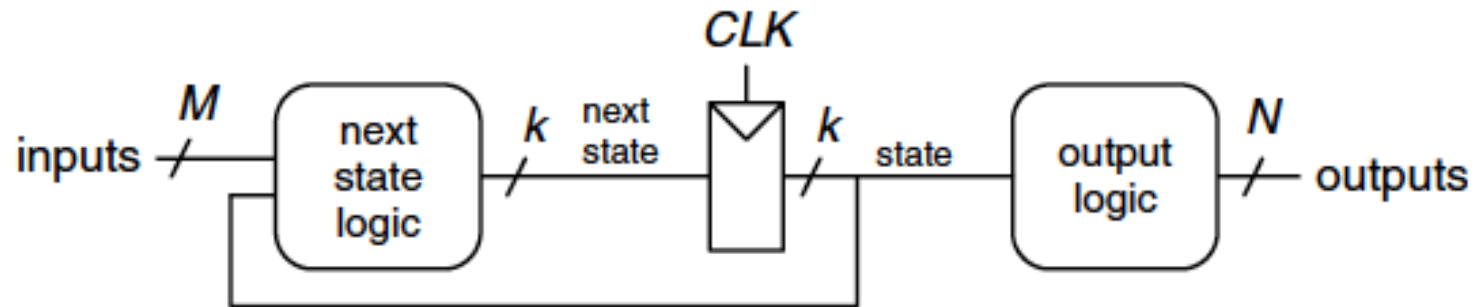 CLK
inputs
M
next
state
logic
k
next
state
k
state
output
logic
N
outputs